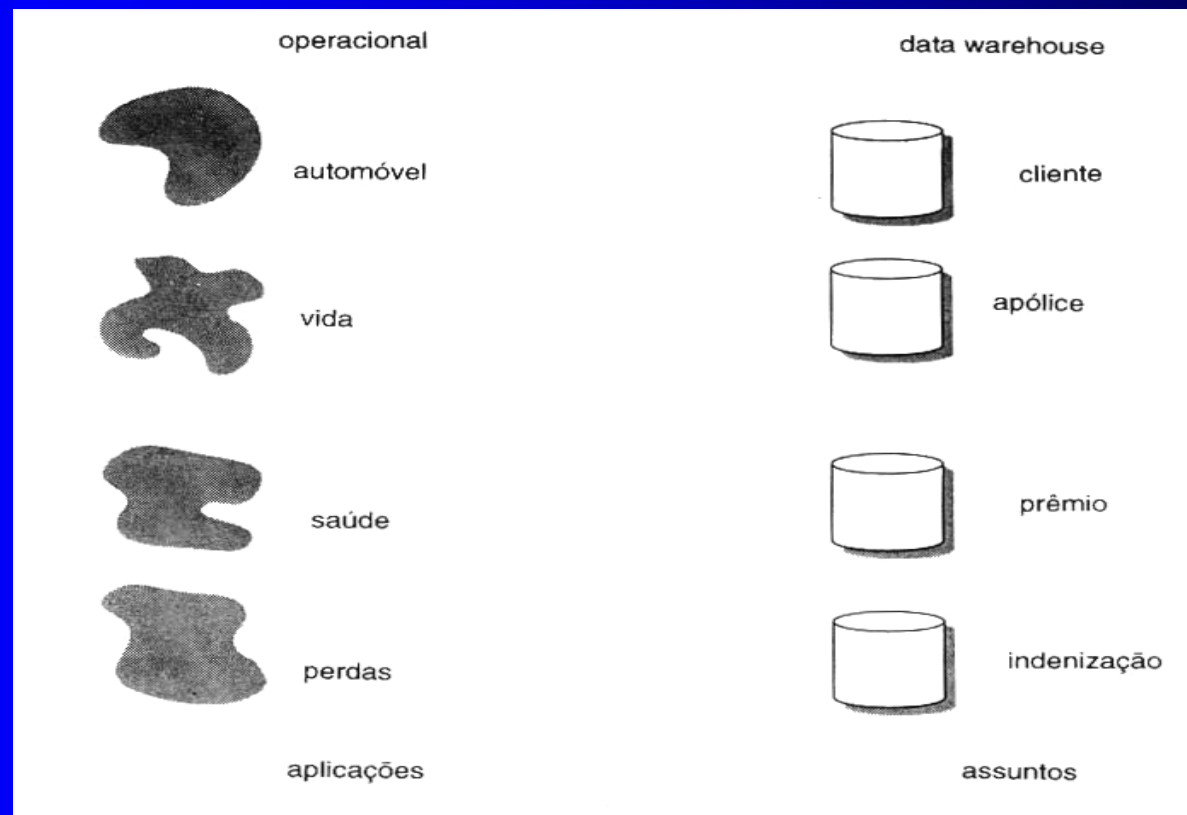 operacional
data warehouse
automóvel
cliente
vida
apólice
saúde
prêmio
perdas
indenização
aplicações
assuntos